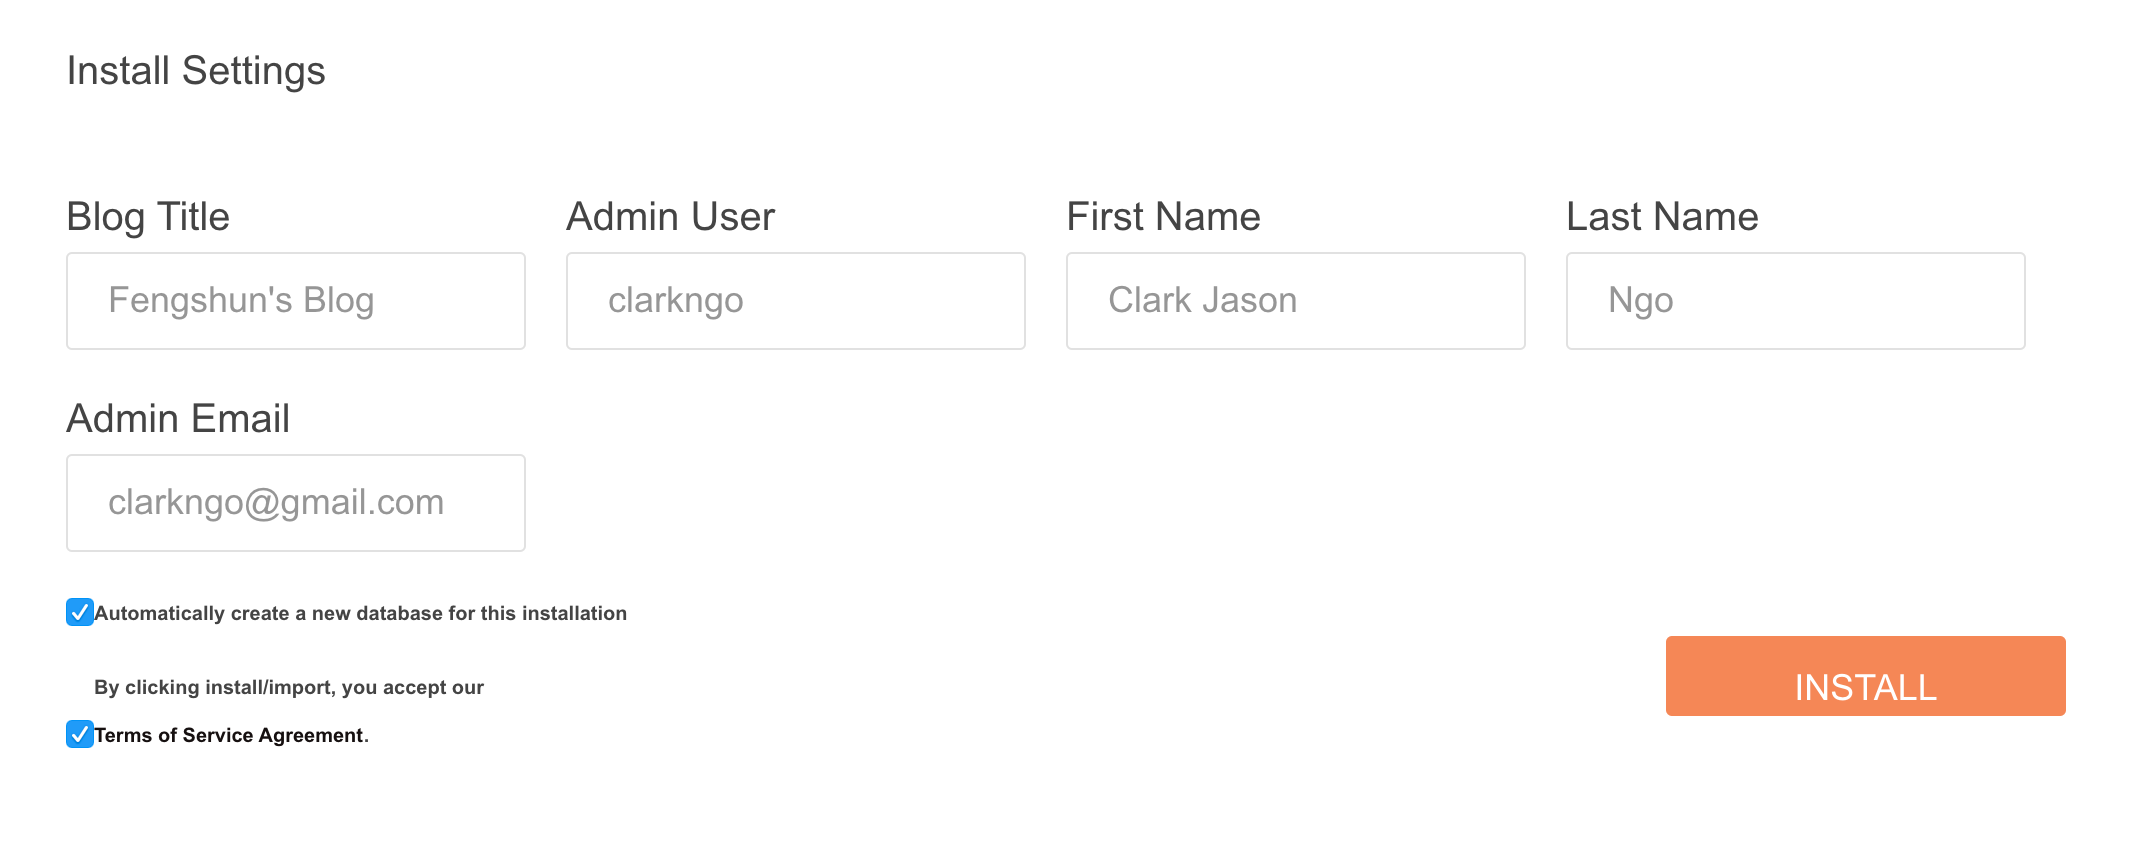 Install Settings
Blog Title
Admin User
First Name
Last Name
Fengshun's Blog
clarkngo
Clark Jason
Ngo
Admin Email
clarkngo@gmail.com
Automatically create a new database for this installation
By clicking install/import, you accept our
Terms of Service Agreement.
INSTALL